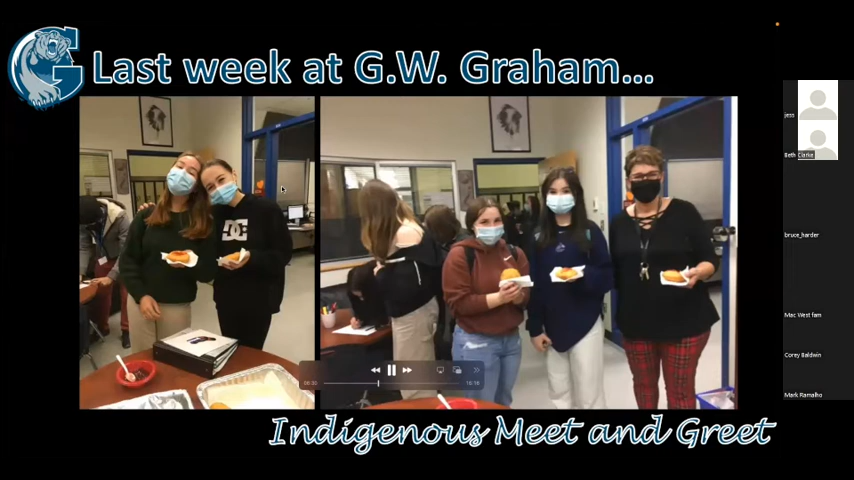 Last week at G.W. Graham...
G
DC
jess
Beth Clarke
bruce_harder
Mac West fam
Corey Baldwin
Mark Ramalho
Indigenous Meet and Greet